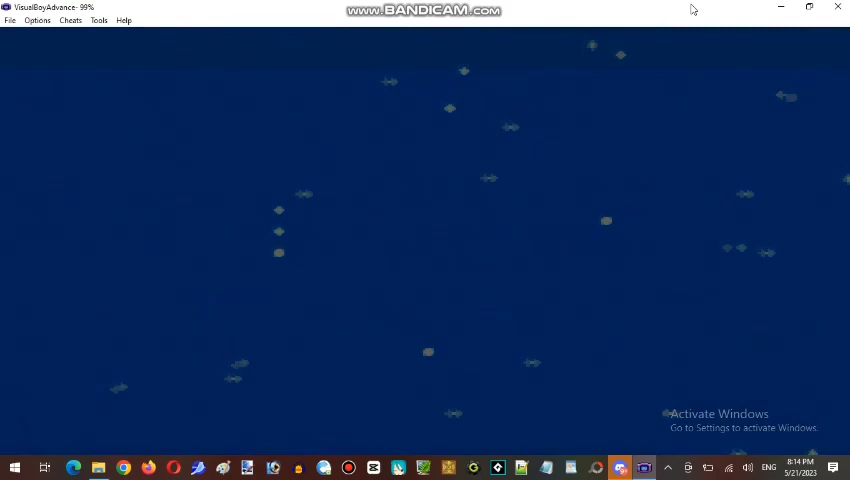 VisualBoyAdvance- 99%
www.BANDICAM.com
File Options Cheats Tools Help
Activate Windows
Go to Settings to activate Windows.
ENG
8:14 PM
5/21/2023